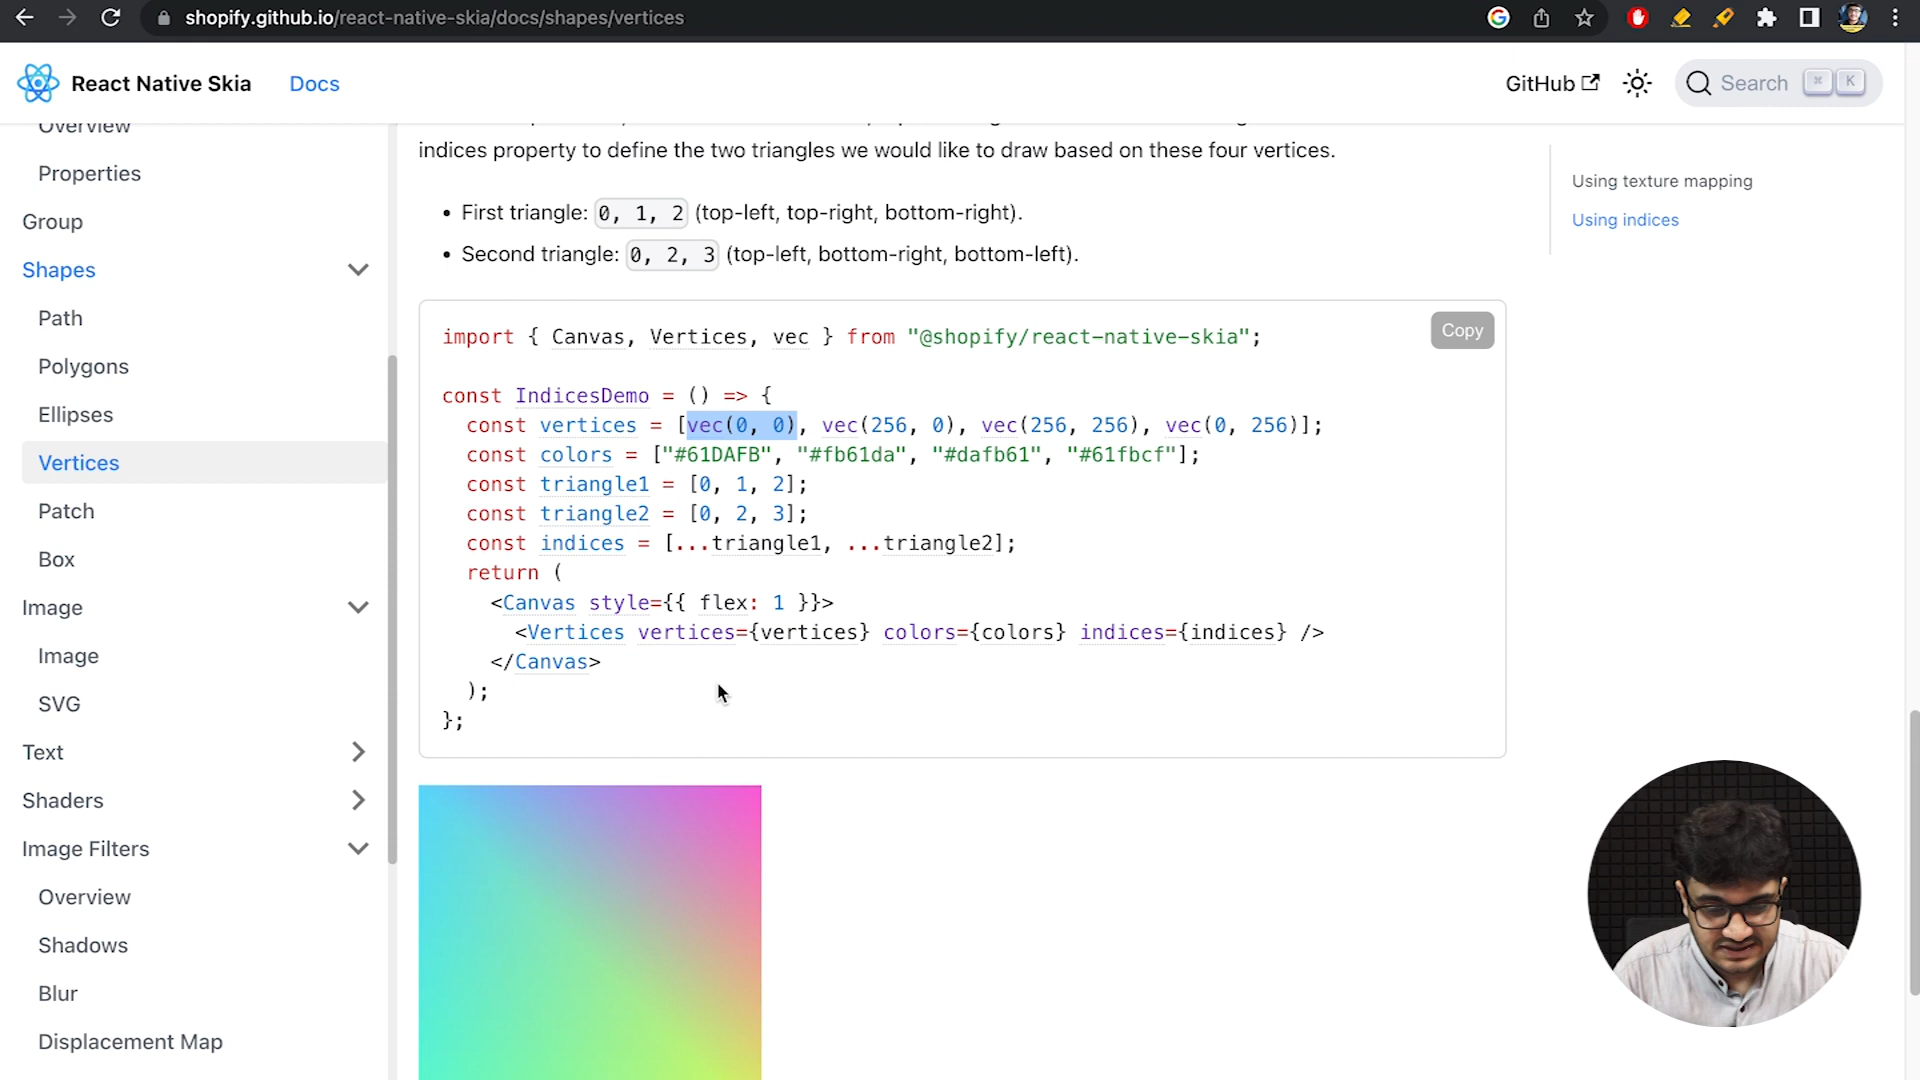 shopify.github.io/react-native-skia/docs/shapes/vertices
React Native Skia
Docs
GitHub
Search
⌘ K
Overview
Properties
Group
Shapes
Path
Polygons
Ellipses
Vertices
Patch
Box
Image
Image
SVG
Text
Shaders
Image Filters
Overview
Shadows
Blur
Displacement Map
indices property to define the two triangles we would like to draw based on these four vertices.
• First triangle: 0, 1, 2 (top-left, top-right, bottom-right).
• Second triangle: 0, 2, 3 (top-left, bottom-right, bottom-left).
Copy
import { Canvas, Vertices, vec } from "@shopify/react-native-skia";
const IndicesDemo = () => {
const vertices = [vec(0, 0), vec(256, 0), vec(256, 256), vec(0, 256)];
const colors = ["#61DAFB", "#fb61da", "#dafb61", "#61fbcf"];
const triangle1 = [0, 1, 2];
const triangle2 = [0, 2, 3];
const indices = [...triangle1, ...triangle2];
return (
<Canvas style={{ flex: 1 }}>
<Vertices vertices={vertices} colors={colors} indices={indices} />
</Canvas>
);
};
Using texture mapping
Using indices